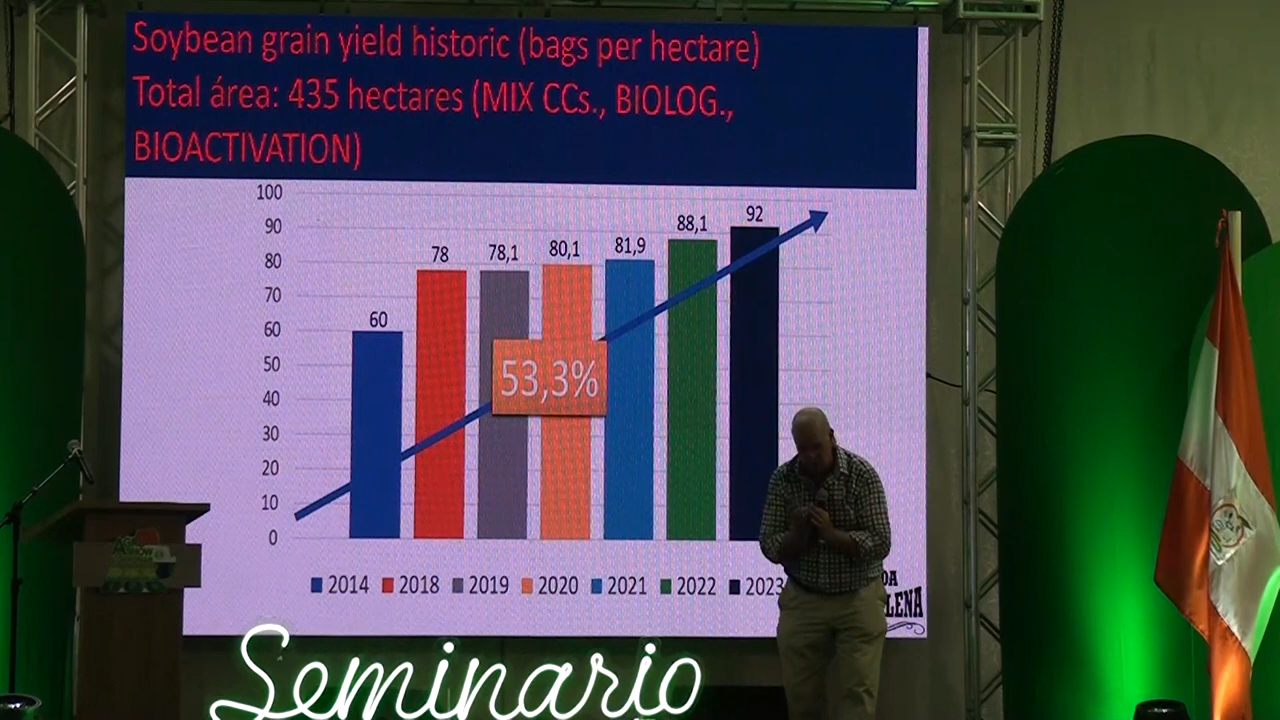 Soybean grain yield historic (bags per hectare)
Total área: 435 hectares (MIX CCs., BIOLOG.,
BIOACTIVATION)
100
90
80
70
60
50
40
30
20
10
0
60
78
78,1
80,1
81,9
88,1
92
53,3%
2014 2018 2019 2020 2021 2022 2023
DA
LENA
Seminario